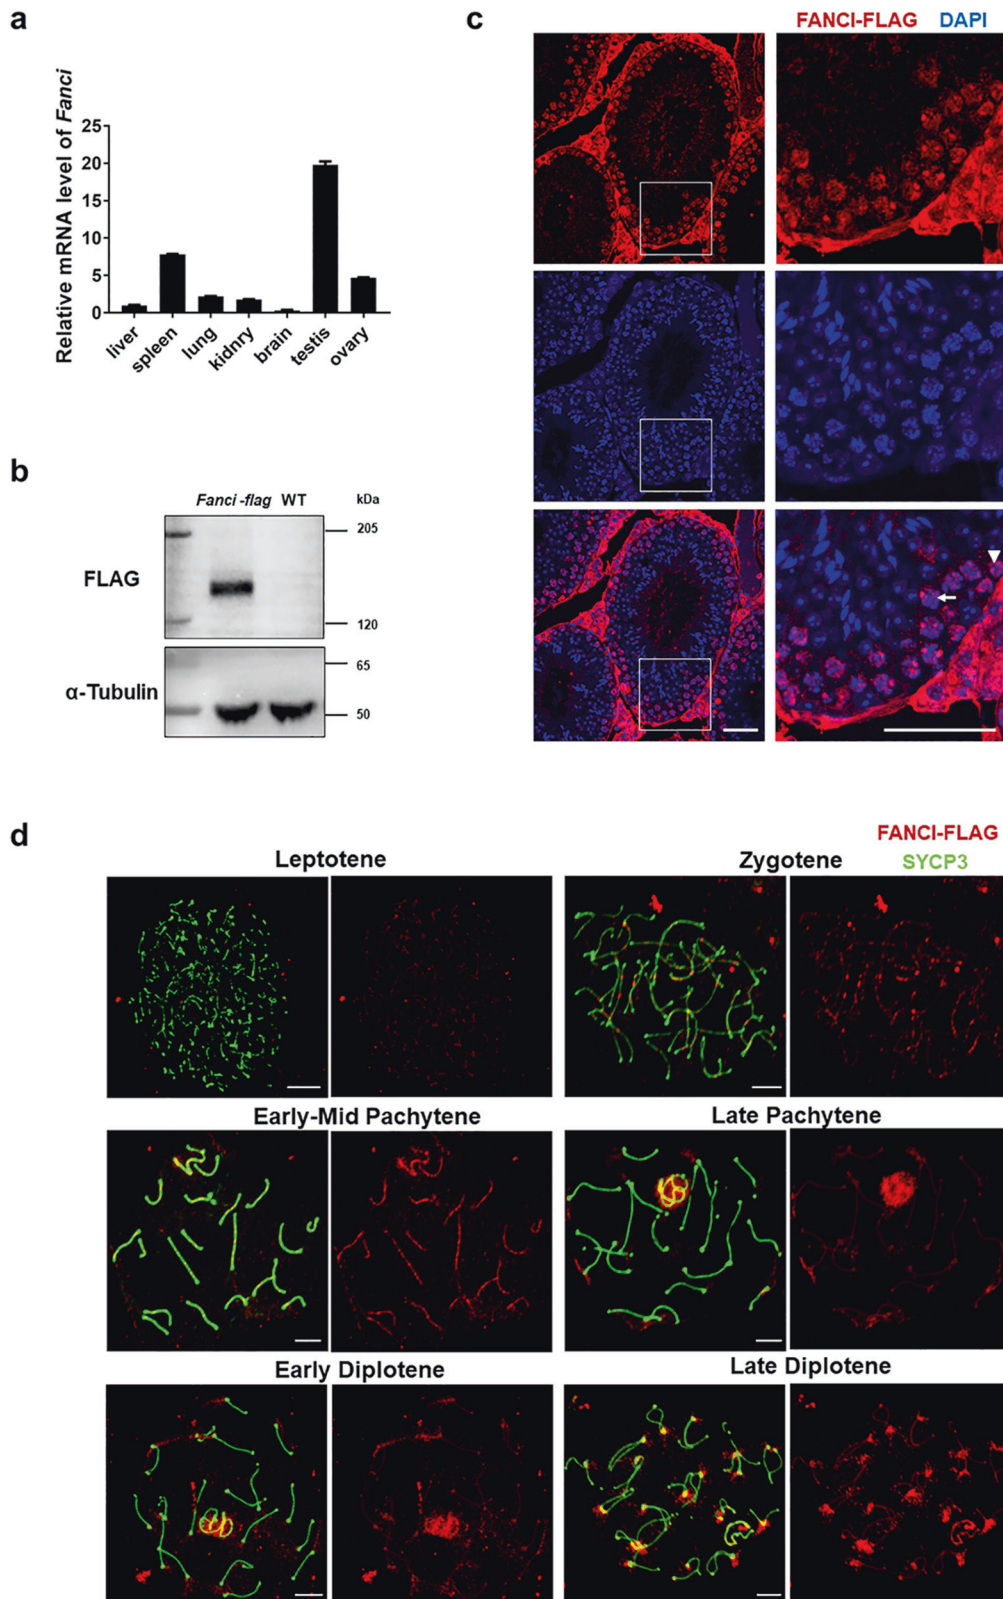 a
Relative mRNA level of Fanci
25
20
15
10
5
0
liver
spleen
lung
kidnry
brain
testis
ovary
b
Fanci -flag WT kDa
FLAG
205
120
α-Tubulin
65
50
c
FANCI-FLAG DAPI
d
FANCI-FLAG
SYCP3
Leptotene
Zygotene
Early-Mid Pachytene
Late Pachytene
Early Diplotene
Late Diplotene